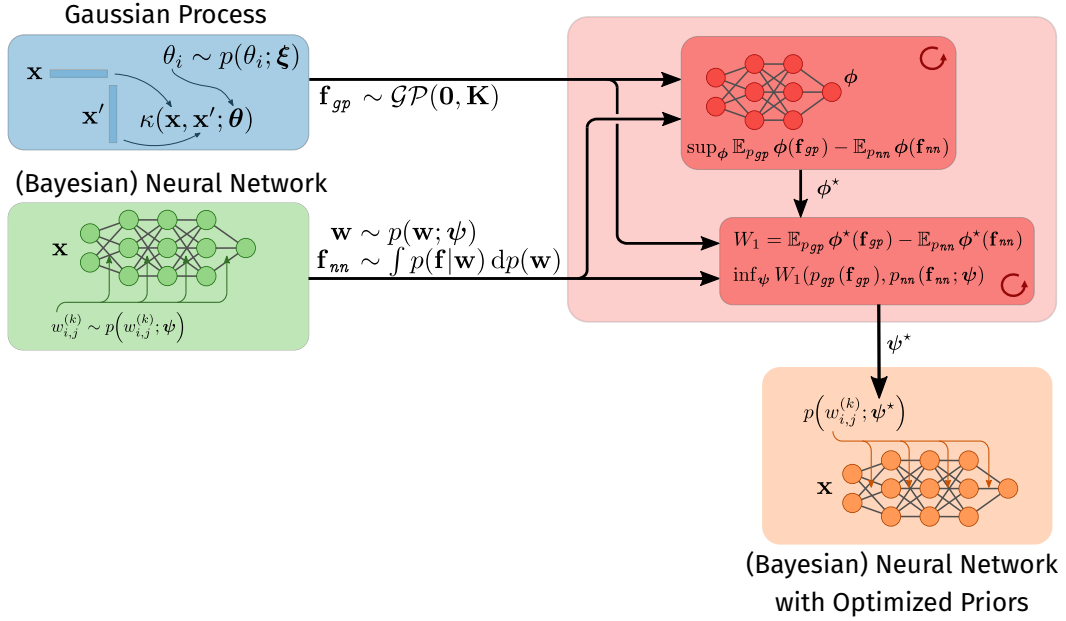 Gaussian Process
θ_i ∼ p(θ_i; ξ)
x
x′
κ(x, x′; θ)
f_gp ∼ GP(0, K)
ϕ
sup_ϕ E_{p_gp} ϕ(f_gp) − E_{p_nn} ϕ(f_nn)
ϕ⋆
(Bayesian) Neural Network
x
w_{i,j}^{(k)} ∼ p(w_{i,j}^{(k)}; ψ)
w ∼ p(w; ψ)
f_nn ∼ ∫ p(f|w) dp(w)
W_1 = E_{p_gp} ϕ⋆(f_gp) − E_{p_nn} ϕ⋆(f_nn)
inf_ψ W_1(p_gp(f_gp), p_nn(f_nn; ψ)
ψ⋆
p(w_{i,j}^{(k)}; ψ⋆)
x
(Bayesian) Neural Network
with Optimized Priors